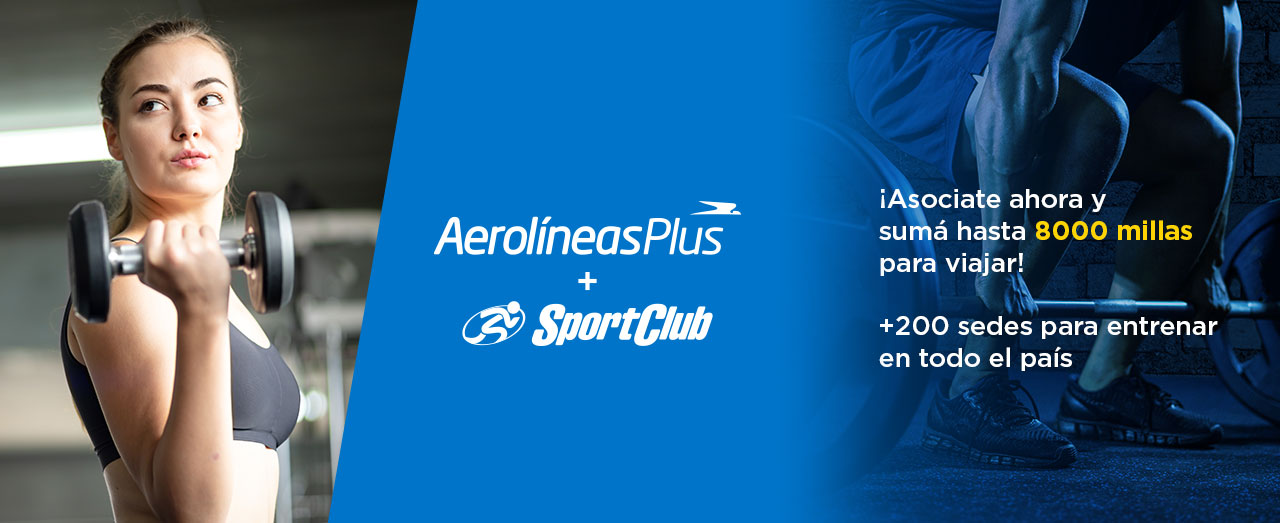 AerolíneasPlus
+
SportClub
¡Asociate ahora y
sumá hasta 8000 millas
para viajar!
+200 sedes para entrenar
en todo el país